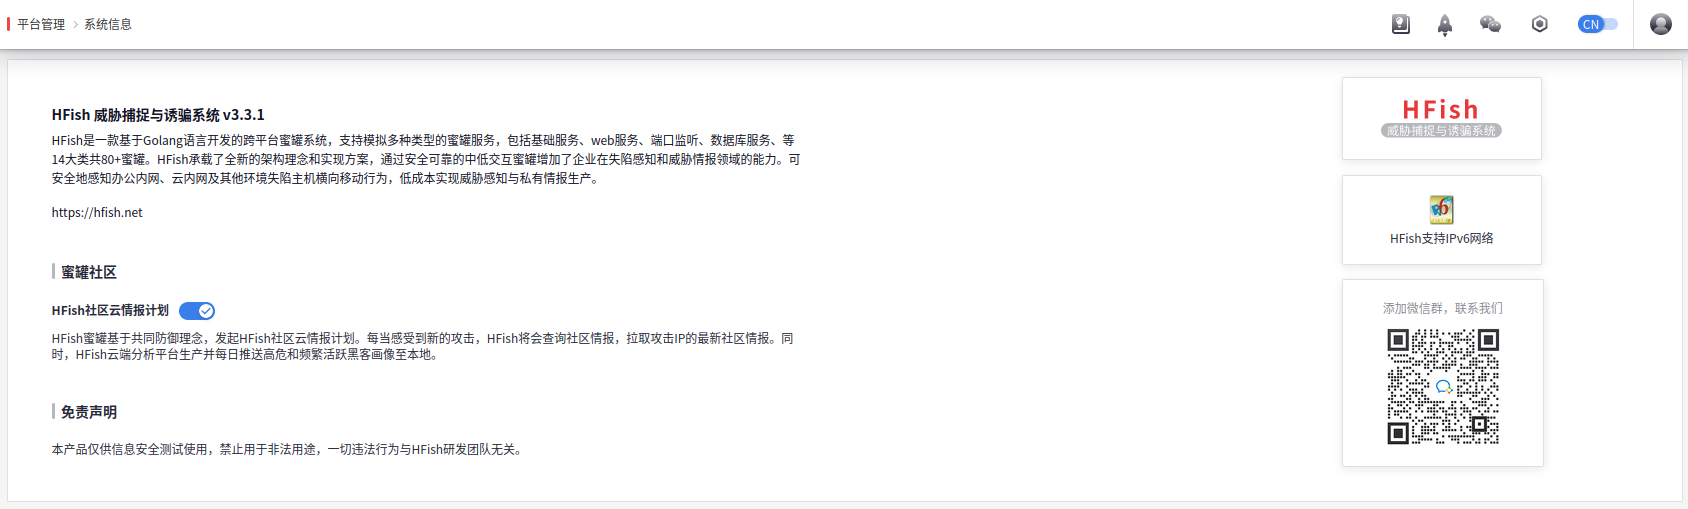 平台管理 > 系统信息
CN
HFish 威胁捕捉与诱骗系统 v3.3.1
HFish是一款基于Golang语言开发的跨平台蜜罐系统，支持模拟多种类型的蜜罐服务，包括基础服务、web服务、端口监听、数据库服务、等
14大类共80+蜜罐。HFish承载了全新的架构理念和实现方案，通过安全可靠的中低交互蜜罐增加了企业在失陷感知和威胁情报领域的能力。可
安全地感知办公内网、云内网及其他环境失陷主机横向移动行为，低成本实现威胁感知与私有情报生产。
https://hfish.net
蜜罐社区
HFish社区云情报计划
HFish蜜罐基于共同防御理念，发起HFish社区云情报计划。每当感受到新的攻击，HFish将会查询社区情报，拉取攻击IP的最新社区情报。同
时，HFish云端分析平台生产并每日推送高危和频繁活跃黑客画像至本地。
免责声明
本产品仅供信息安全测试使用，禁止用于非法用途，一切违法行为与HFish研发团队无关。
HFish
威胁捕捉与诱骗系统
HFish支持IPv6网络
添加微信群，联系我们